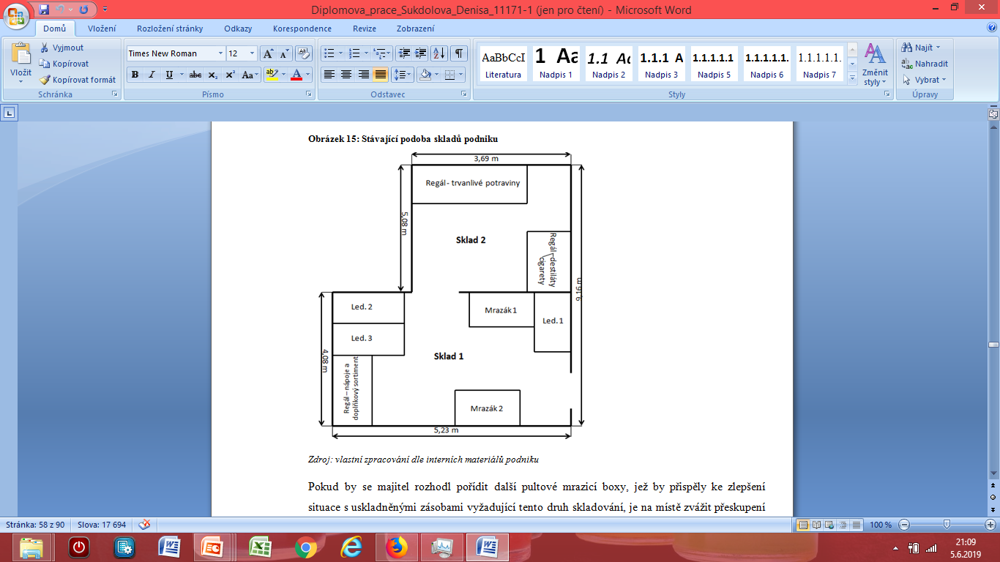 Diplomova_prace_Sukdolova_Denisa_11171-1 (jen pro čtení) - Microsoft Word
Domů Vložení Rozložení stránky Odkazy Korespondence Revize Zobrazení
Vložit
Vyjmout
Kopírovat
Kopírovat formát
Schránka
Times New Roman 12
Písmo
Odstavec
AaBbCcI 1 Aa 1.1 Ac 1.1.1 A 1.1.1.1.1 1.1.1.1.1. 1.1.1.1.1.
Literatura Nadpis 1 Nadpis 2 Nadpis 3 Nadpis 5 Nadpis 6 Nadpis 7
Změnit
styly
Styly
Najít
Nahradit
Vybrat
Úpravy
Obrázek 15: Stávající podoba skladů podniku
3,69 m
Regál - trvanlivé potraviny
5,08 m
Sklad 2
Regál–destiláty
cigarety
9,16 m
Led. 2
Mrazák 1
Led. 1
Led. 3
Sklad 1
4,08 m
Regál – nápoje a
doplňkový sortiment
Mrazák 2
5,23 m
Zdroj: vlastní zpracování dle interních materiálů podniku
Pokud by se majitel rozhodl pořídit další pultové mrazicí boxy, jež by přispěly ke zlepšení
situace s uskladněnými zásobami vyžadující tento druh skladování, je na místě zvážit přeskupení
Stránka: 58 z 90 Slova: 17 694 100 %
21:09
5.6.2019